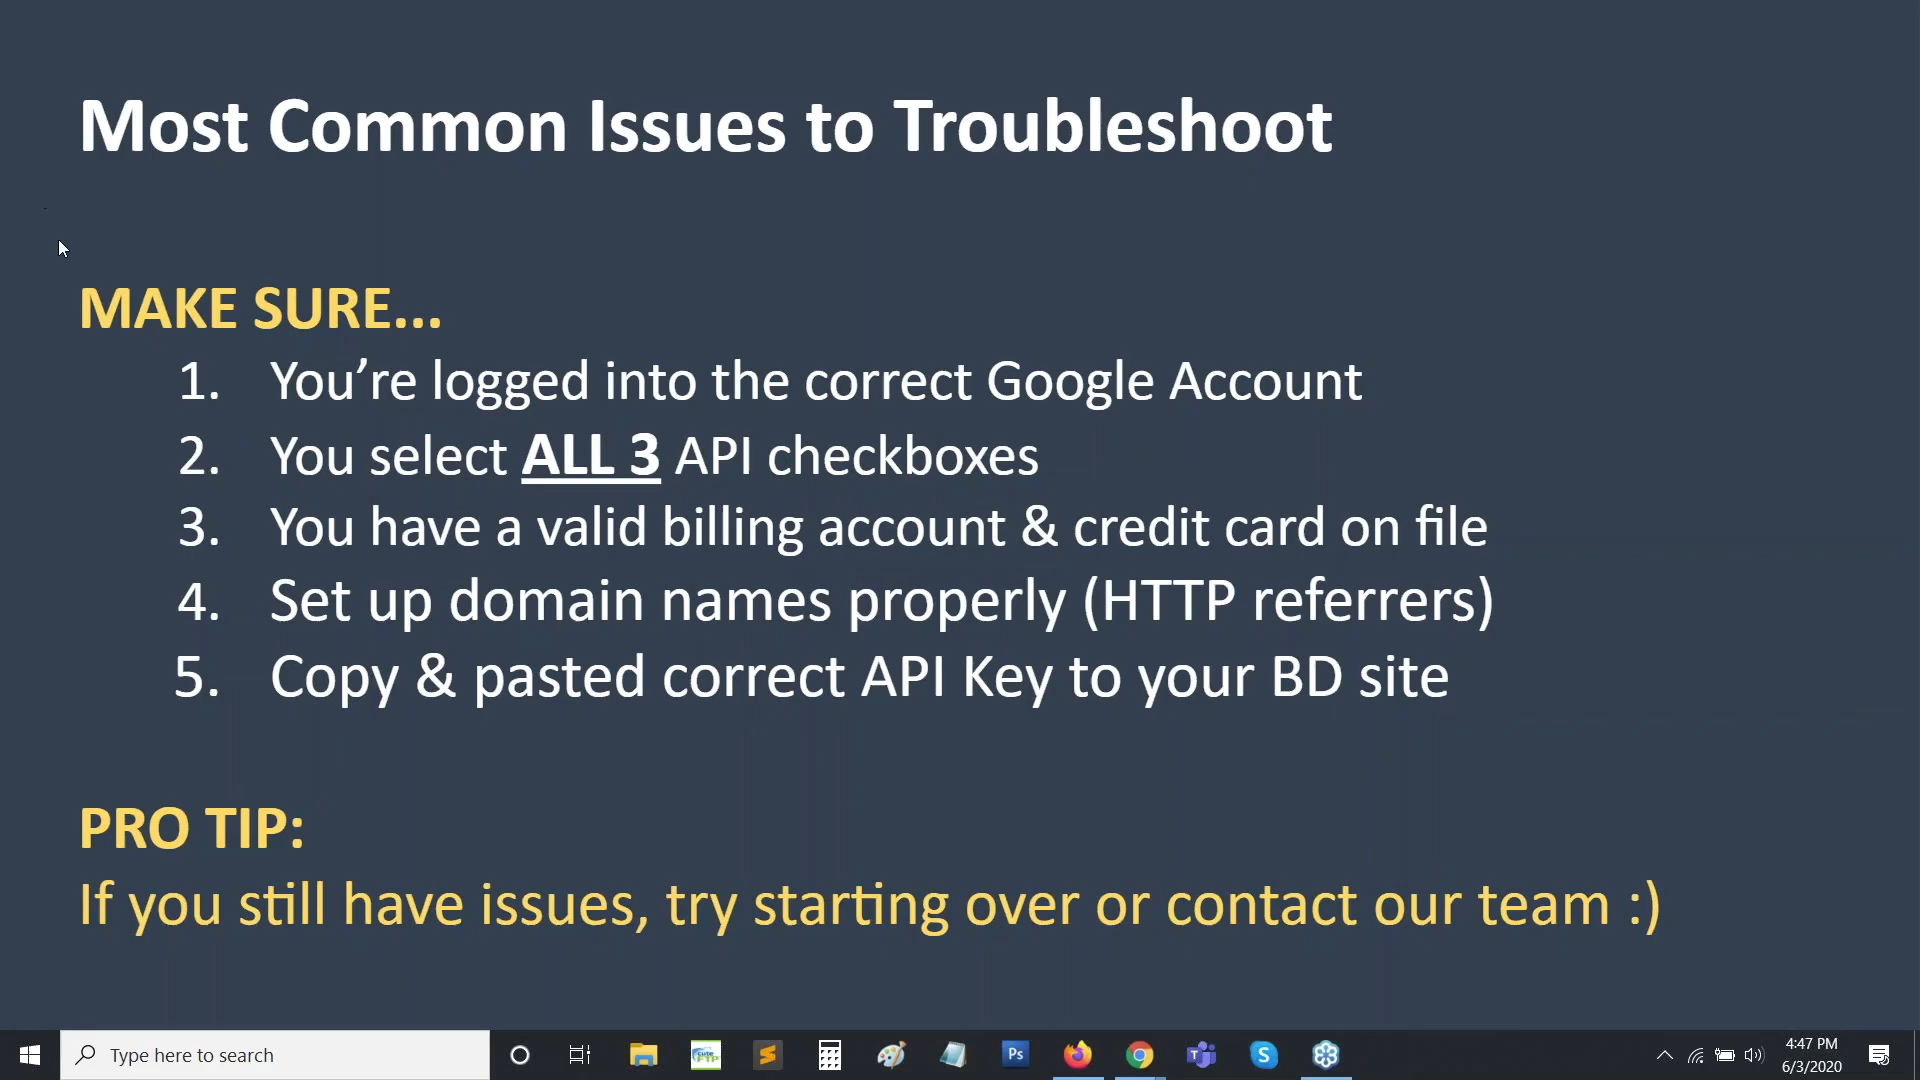 Most Common Issues to Troubleshoot
MAKE SURE...
1. You’re logged into the correct Google Account
2. You select ALL 3 API checkboxes
3. You have a valid billing account & credit card on file
4. Set up domain names properly (HTTP referrers)
5. Copy & pasted correct API Key to your BD site
PRO TIP:
If you still have issues, try starting over or contact our team :)
Type here to search
cute FTP
Ps
4:47 PM
6/3/2020